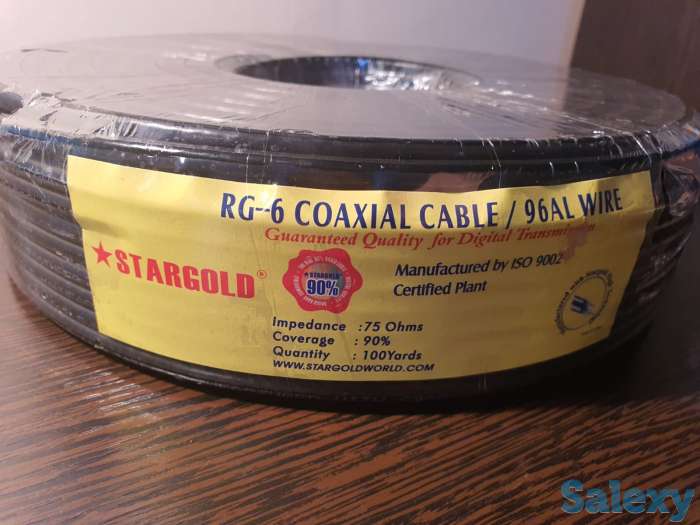 RG-6 COAXIAL CABLE / 96AL WIRE
Guaranteed Quality for Digital Transmission
★STARGOLD®
STARGOLD
90%
Manufactured by ISO 9002
Certified Plant
Impedance : 75 Ohms
Coverage : 90%
Quantity : 100Yards
WWW.STARGOLDWORLD.COM
Salexy